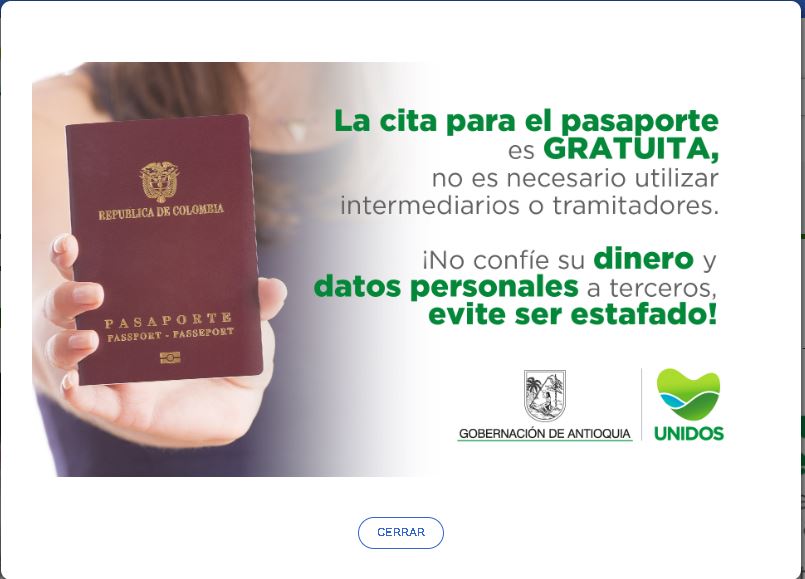 REPUBLICA DE COLOMBIA
PASAPORTE
PASSPORT - PASSEPORT
La cita para el pasaporte
es GRATUITA,
no es necesario utilizar
intermediarios o tramitadores.
¡No confíe su dinero y
datos personales a terceros,
evite ser estafado!
GOBERNACIÓN DE ANTIOQUIA
UNIDOS
CERRAR